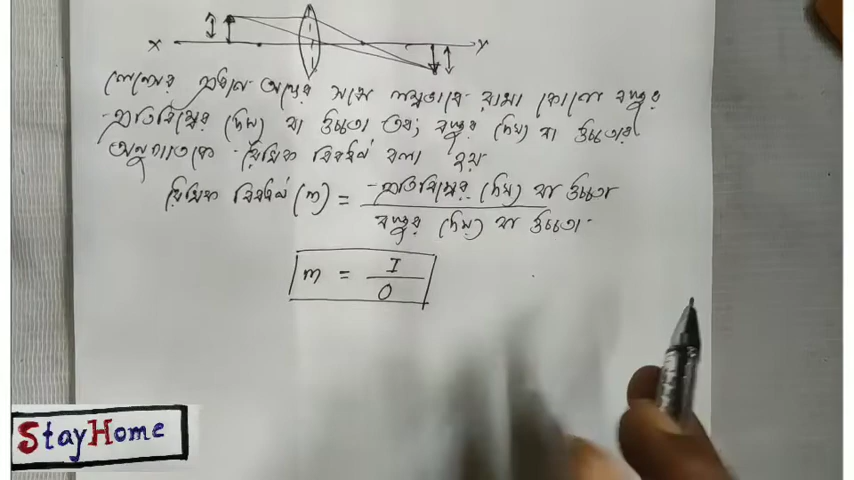 X Y
লেন্সের প্রধান অক্ষের সঙ্গে লম্বভাবে রাখা কোনো বস্তুর
প্রতিবিম্বের দৈর্ঘ্য বা উচ্চতা এবং বস্তুর দৈর্ঘ্য বা উচ্চতার
অনুপাতকে রৈখিক বিবর্ধন বলা হয়
রৈখিক বিবর্ধন (m) = প্রতিবিম্বের দৈর্ঘ্য বা উচ্চতা
বস্তুর দৈর্ঘ্য বা উচ্চতা
m = I
O
StayHome